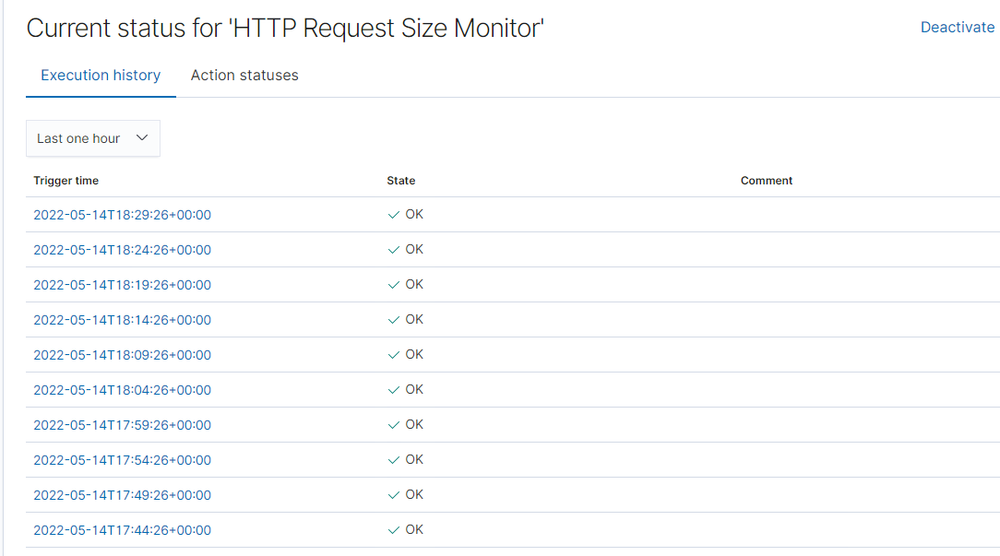 Current status for 'HTTP Request Size Monitor'
Deactivate
Execution history Action statuses
Last one hour
Trigger time State Comment
2022-05-14T18:29:26+00:00 OK
2022-05-14T18:24:26+00:00 OK
2022-05-14T18:19:26+00:00 OK
2022-05-14T18:14:26+00:00 OK
2022-05-14T18:09:26+00:00 OK
2022-05-14T18:04:26+00:00 OK
2022-05-14T17:59:26+00:00 OK
2022-05-14T17:54:26+00:00 OK
2022-05-14T17:49:26+00:00 OK
2022-05-14T17:44:26+00:00 OK